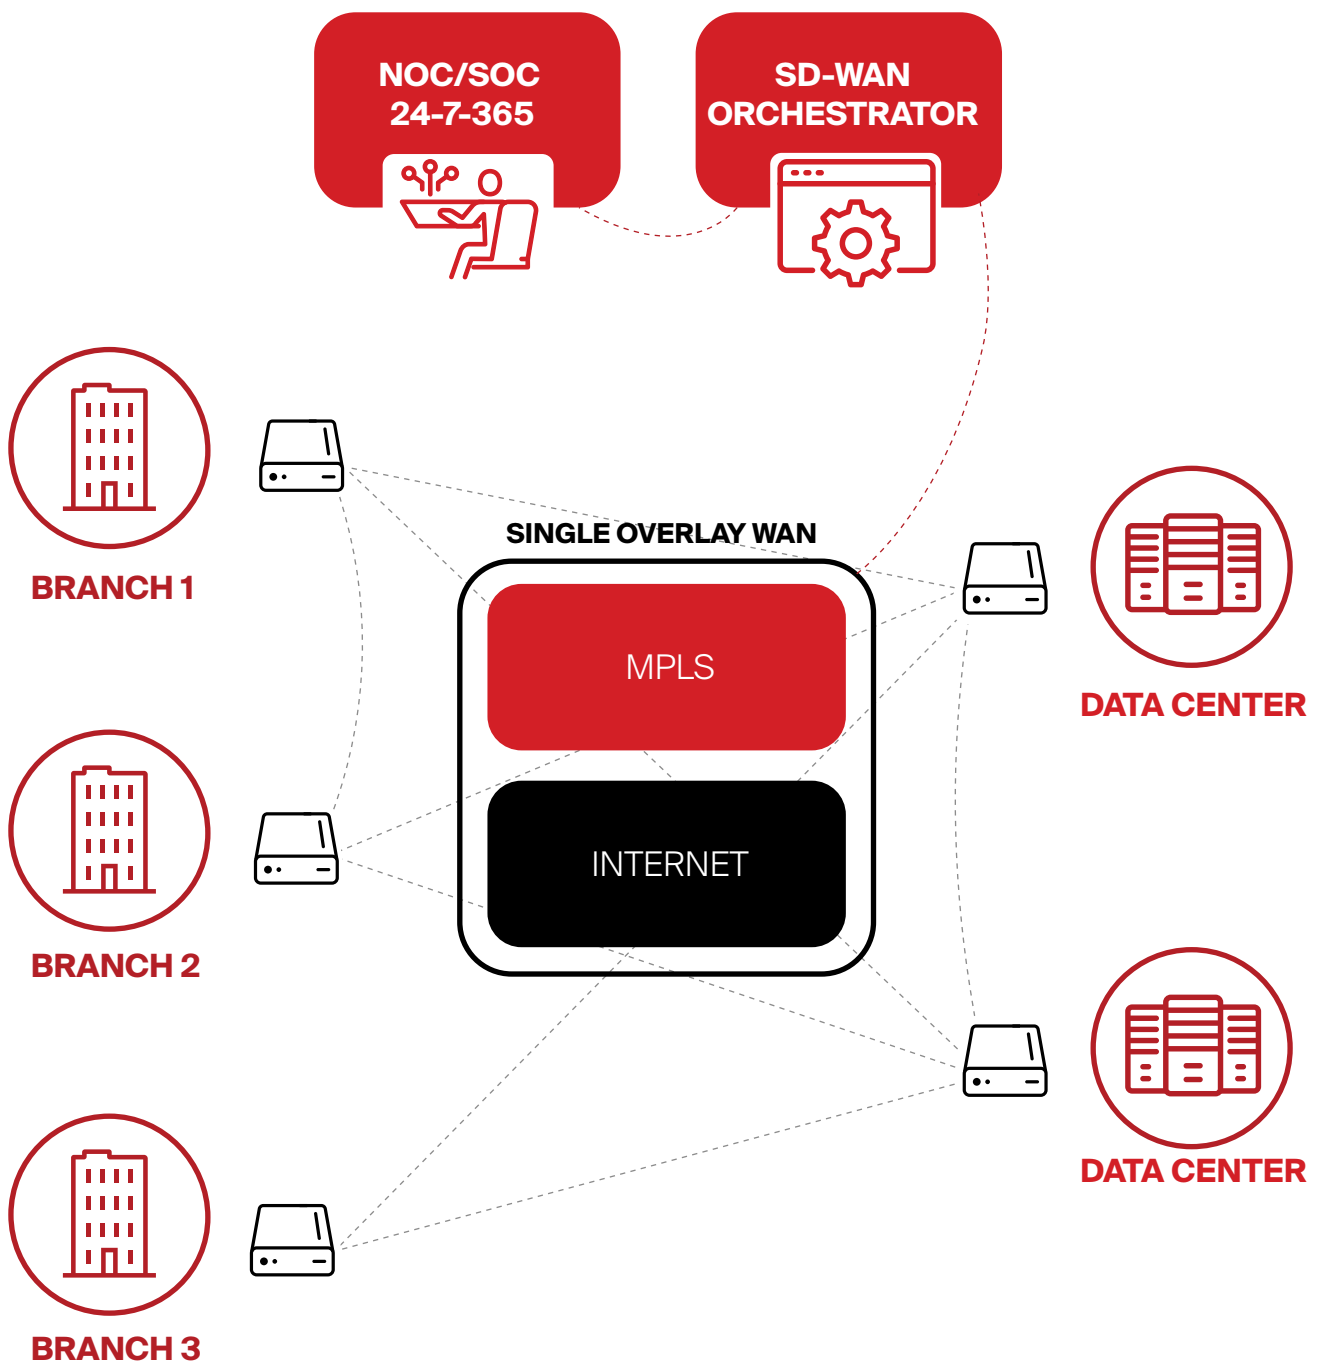 NOC/SOC
24-7-365
SD-WAN
ORCHESTRATOR
BRANCH 1
SINGLE OVERLAY WAN
MPLS
INTERNET
DATA CENTER
BRANCH 2
DATA CENTER
BRANCH 3